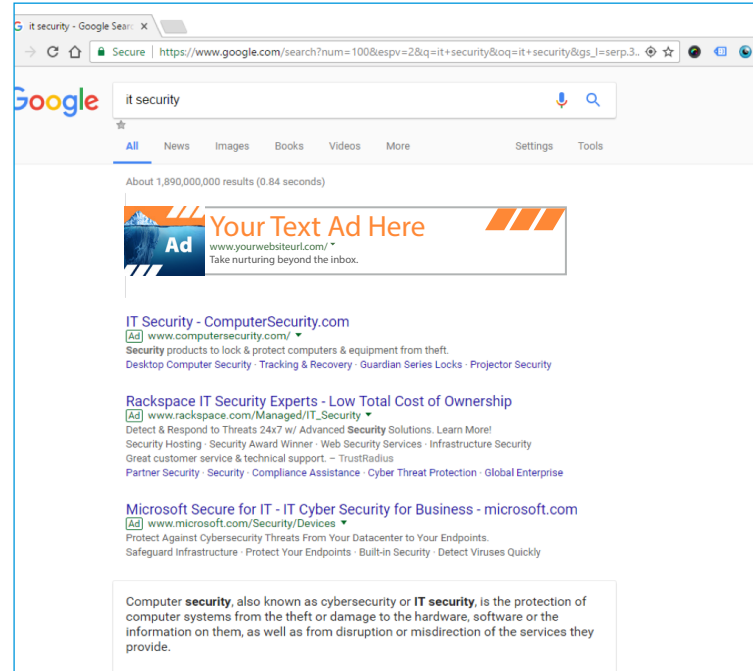 it security - Google Sear
Secure | https://www.google.com/search?num=100&espv=2&q=it+security&oq=it+security&gs_l=serp.3..
Google
it security
All News Images Books Videos More Settings Tools
About 1,890,000,000 results (0.84 seconds)
Ad
Your Text Ad Here
www.yourwebsiteurl.com/
Take nurturing beyond the inbox.
IT Security - ComputerSecurity.com
Ad www.computersecurity.com/
Security products to lock & protect computers & equipment from theft.
Desktop Computer Security · Tracking & Recovery · Guardian Series Locks · Projector Security
Rackspace IT Security Experts - Low Total Cost of Ownership
Ad www.rackspace.com/Managed/IT_Security
Detect & Respond to Threats 24x7 w/ Advanced Security Solutions. Learn More!
Security Hosting · Security Award Winner · Web Security Services · Infrastructure Security
Great customer service & technical support. – TrustRadius
Partner Security · Security · Compliance Assistance · Cyber Threat Protection · Global Enterprise
Microsoft Secure for IT - IT Cyber Security for Business - microsoft.com
Ad www.microsoft.com/Security/Devices
Protect Against Cybersecurity Threats From Your Datacenter to Your Endpoints.
Safeguard Infrastructure · Protect Your Endpoints · Built-in Security · Detect Viruses Quickly
Computer security, also known as cybersecurity or IT security, is the protection of
computer systems from the theft or damage to the hardware, software or the
information on them, as well as from disruption or misdirection of the services they
provide.